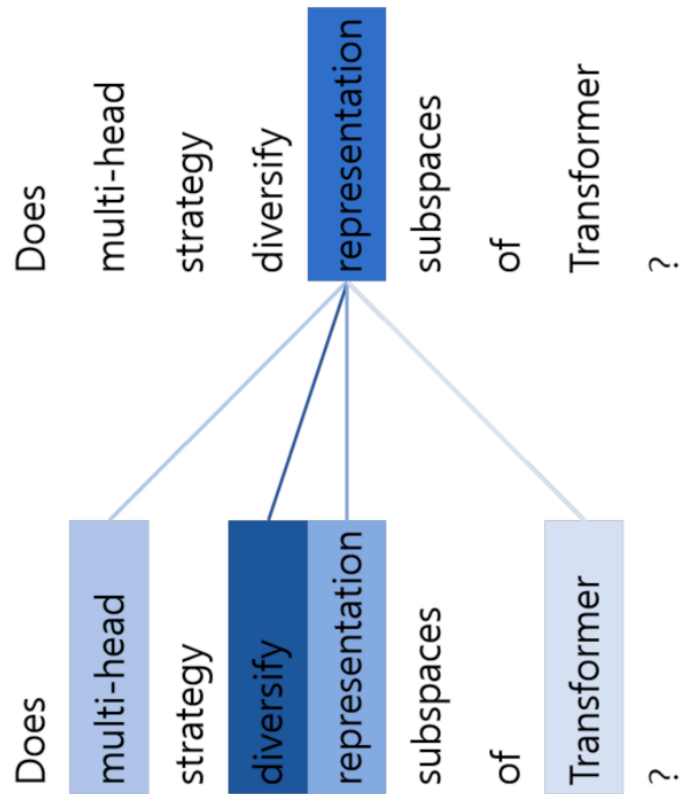 Does
multi-head
strategy
diversify
representation
subspaces
of
Transformer
?
Does
multi-head
strategy
diversify
representation
subspaces
of
Transformer
?